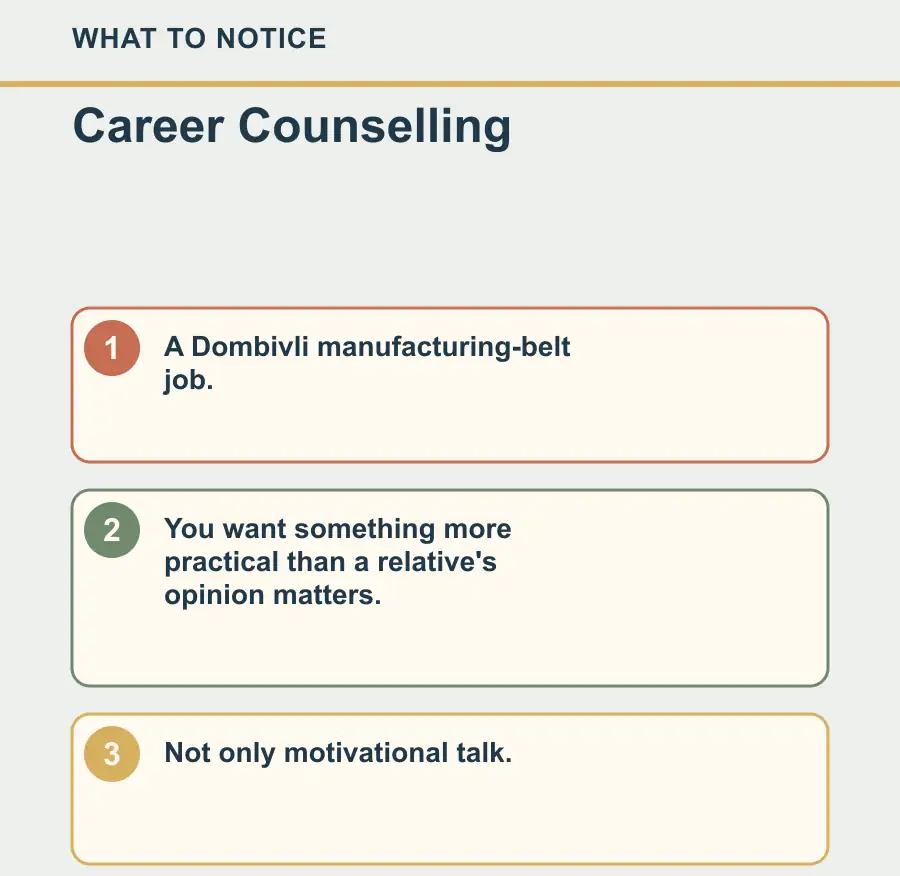 WHAT TO NOTICE
Career Counselling
1
A Dombivli manufacturing-belt
job.
2
You want something more
practical than a relative's
opinion matters.
3
Not only motivational talk.